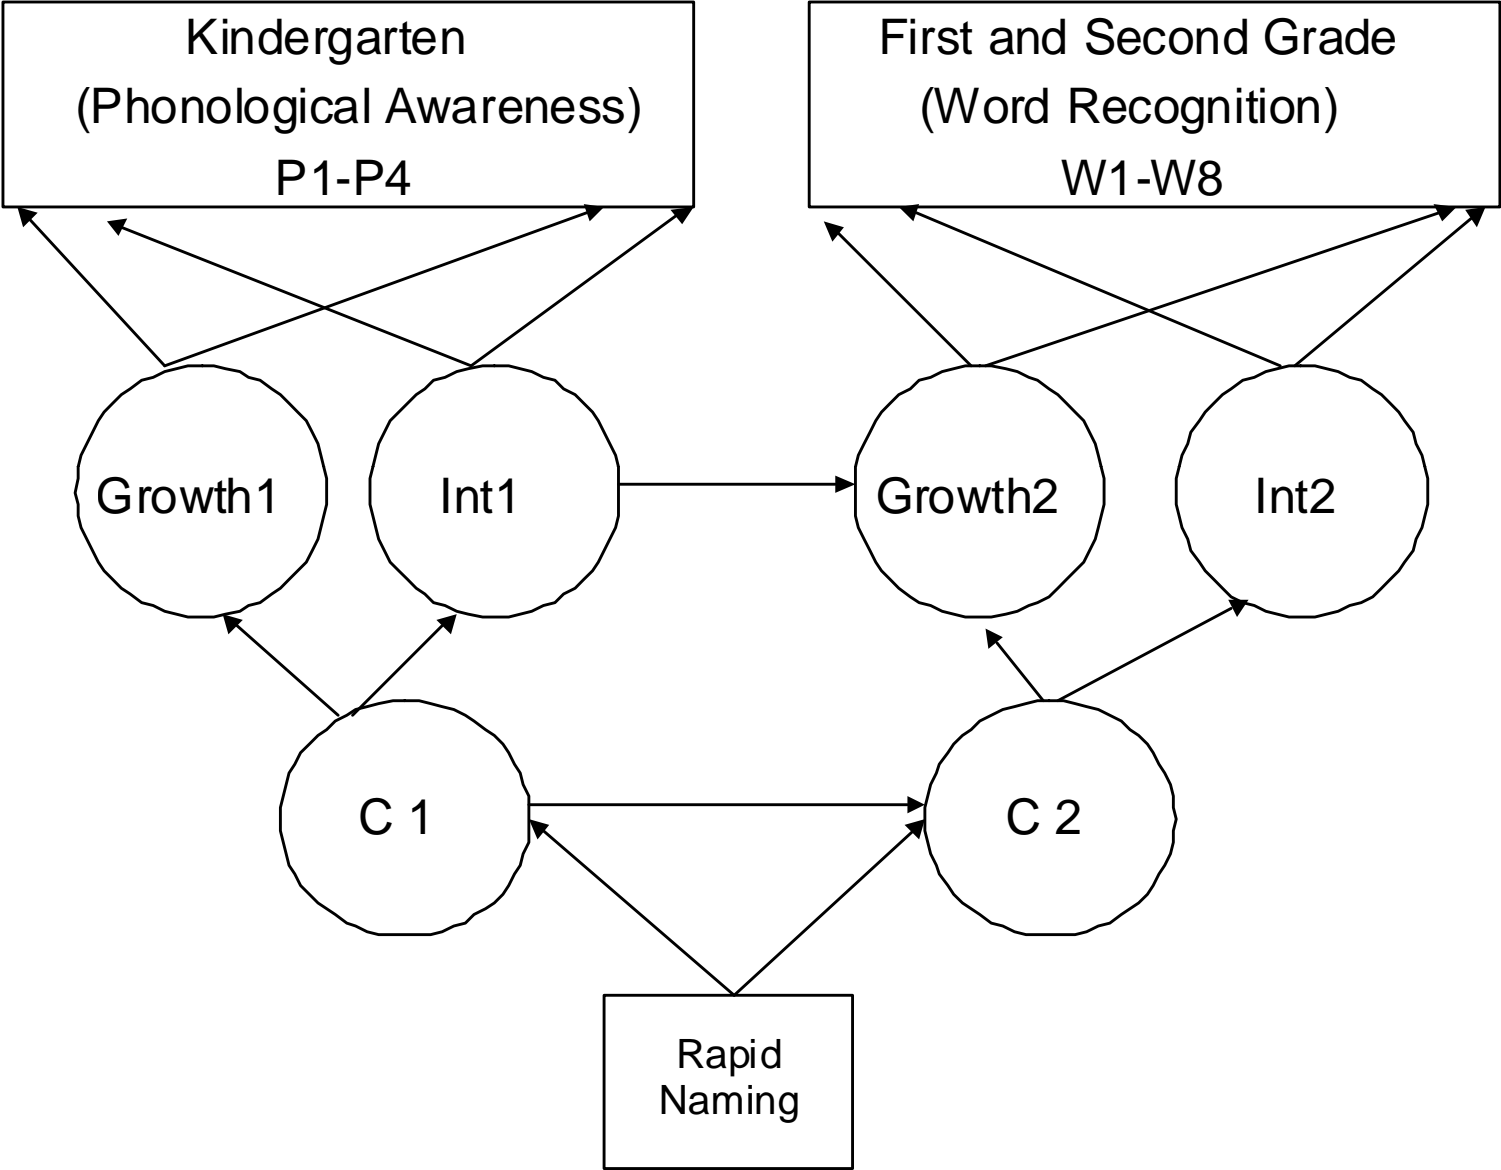 Kindergarten
(Phonological Awareness)
P1-P4
First and Second Grade
(Word Recognition)
W1-W8
Growth1
Int1
Growth2
Int2
C 1
C 2
Rapid
Naming